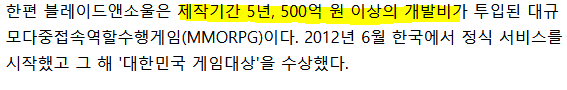 한편 블레이드앤소울은 제작기간 5년, 500억 원 이상의 개발비가 투입된 대규
모다중접속역할수행게임(MMORPG)이다. 2012년 6월 한국에서 정식 서비스를
시작했고 그 해 '대한민국 게임대상'을 수상했다.